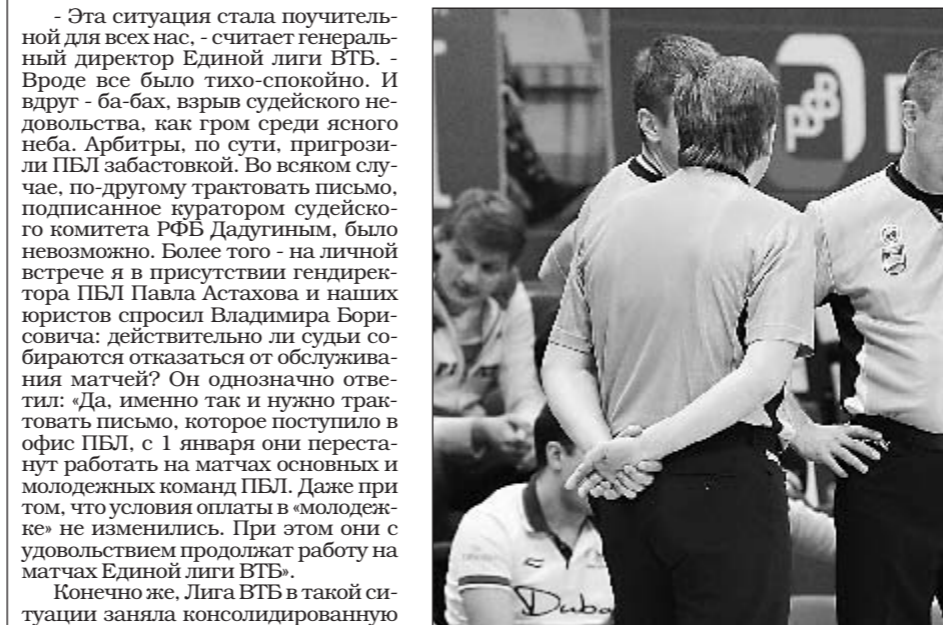 - Эта ситуация стала поучитель-
ной для всех нас, - считает генераль-
ный директор Единой лиги ВТБ. -
Вроде все было тихо-спокойно. И
вдруг - ба-бах, взрыв судейского не-
довольства, как гром среди ясного
неба. Арбитры, по сути, пригрози-
ли ПБЛ забастовкой. Во всяком слу-
чае, по-другому трактовать письмо,
подписанное куратором судейско-
го комитета РФБ Дадугиным, было
невозможно. Более того - на личной
встрече я в присутствии гендирек-
тора ПБЛ Павла Астахова и наших
юристов спросил Владимира Бори-
совича: действительно ли судьи со-
бираются отказаться от обслужива-
ния матчей? Он однозначно отве-
тил: «Да, именно так и нужно трак-
товать письмо, которое поступило в
офис ПБЛ, с 1 января они переста-
нут работать на матчах основных и
молодежных команд ПБЛ. Даже при
том, что условия оплаты в «молодеж-
ке» не изменились. При этом они с
удовольствием продолжат работу на
матчах Единой лиги ВТБ».
Конечно же, Лига ВТБ в такой си-
туации заняла консолидированную
РФБ
Duba